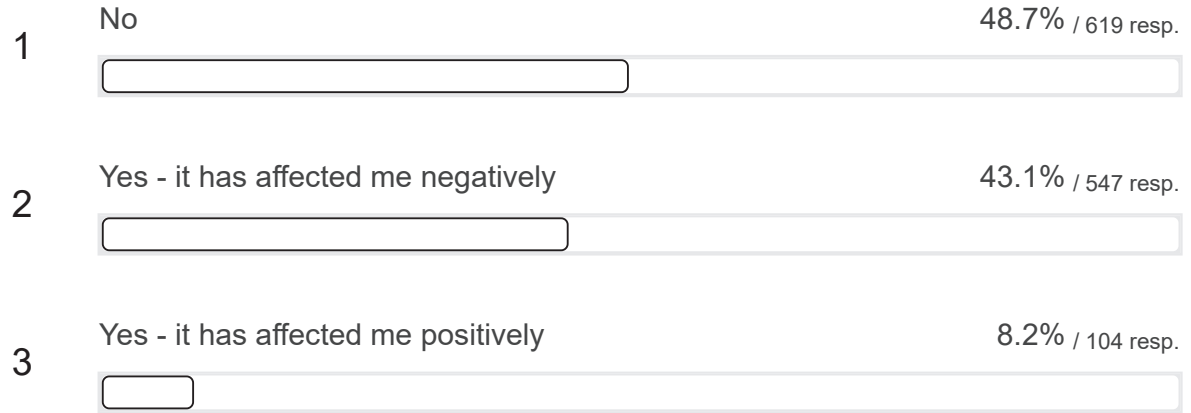 1
No
48.7% / 619 resp.
2
Yes - it has affected me negatively
43.1% / 547 resp.
3
Yes - it has affected me positively
8.2% / 104 resp.